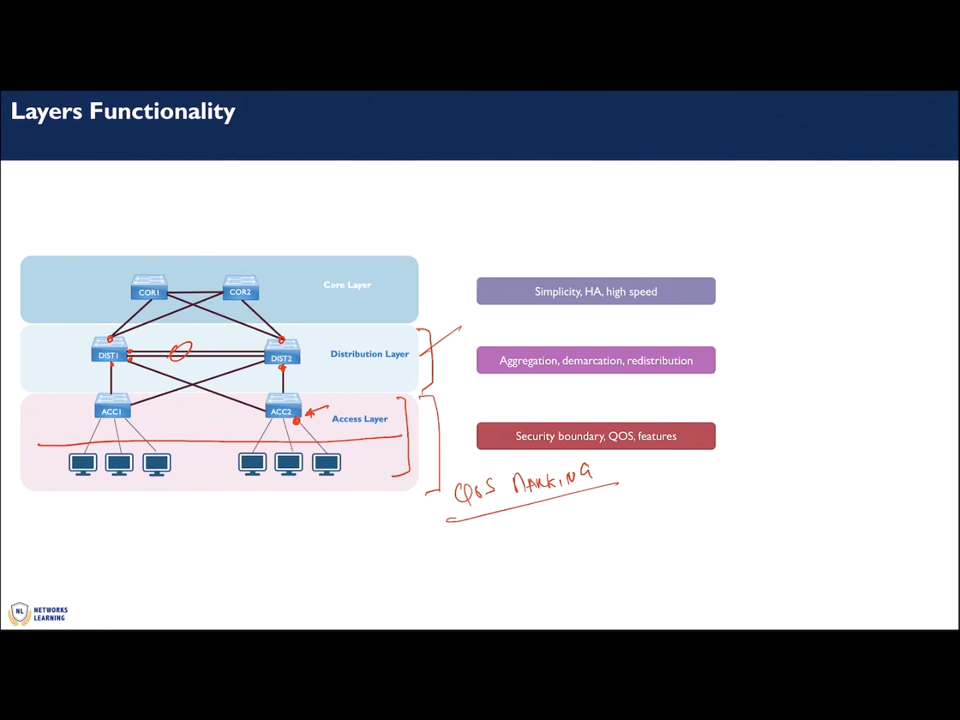 Layers Functionality
COR1
COR2
Core Layer
Simplicity, HA, high speed
DIST1
DIST2
Distribution Layer
Aggregation, demarcation, redistribution
ACC1
ACC2
Access Layer
Security boundary, QOS, features
QOS MARKING
NL
NETWORKS
LEARNING